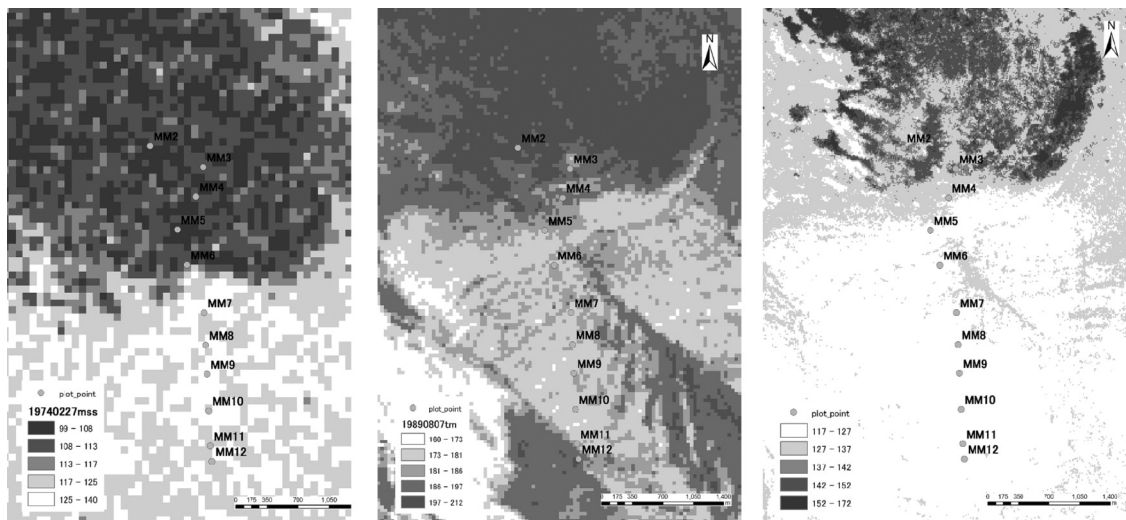 MM2
MM3
MM4
MM5
MM6
MM7
MM8
MM9
MM10
MM11
MM12
plot_point
19740227mss
99 - 108
108 - 113
113 - 117
117 - 125
125 - 140
0 175 350 700 1,050
N
MM2
MM3
MM4
MM5
MM6
MM7
MM8
MM9
MM10
MM11
MM12
plot_point
19890807tm
160 - 173
173 - 181
181 - 186
186 - 197
197 - 212
0 175 350 700 1,050 1,400
N
MM2
MM3
MM4
MM5
MM6
MM7
MM8
MM9
MM10
MM11
MM12
plot_point
117 - 127
127 - 137
137 - 142
142 - 152
152 - 172
0 175 350 700 1,050 1,400